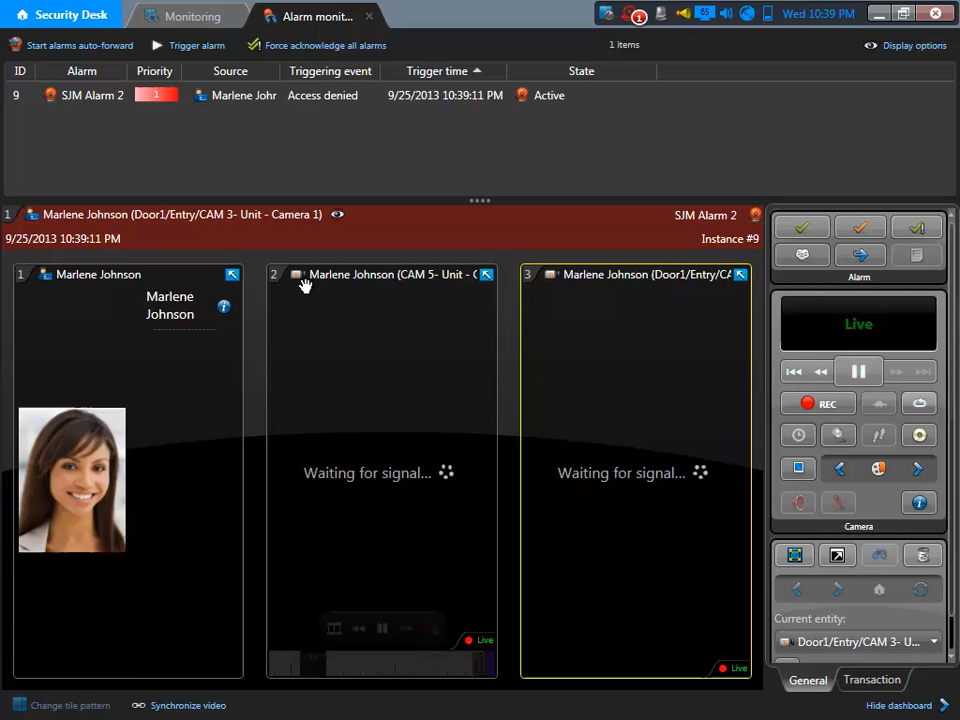 Security Desk
Monitoring
Alarm monit...
1
65
Wed 10:39 PM
Start alarms auto-forward
Trigger alarm
Force acknowledge all alarms
1 items
Display options
ID Alarm Priority Source Triggering event Trigger time State
9 SJM Alarm 2 1 Marlene Johr Access denied 9/25/2013 10:39:11 PM Active
1 Marlene Johnson (Door1/Entry/CAM 3- Unit - Camera 1) SJM Alarm 2
9/25/2013 10:39:11 PM Instance #9
1 Marlene Johnson
Marlene
Johnson
2 Marlene Johnson (CAM 5- Unit - C
Waiting for signal...
Live
3 Marlene Johnson (Door1/Entry/CA
Waiting for signal...
Live
Alarm
Live
REC
Camera
Current entity:
Door1/Entry/CAM 3- U...
General
Transaction
Change tile pattern
Synchronize video
Hide dashboard